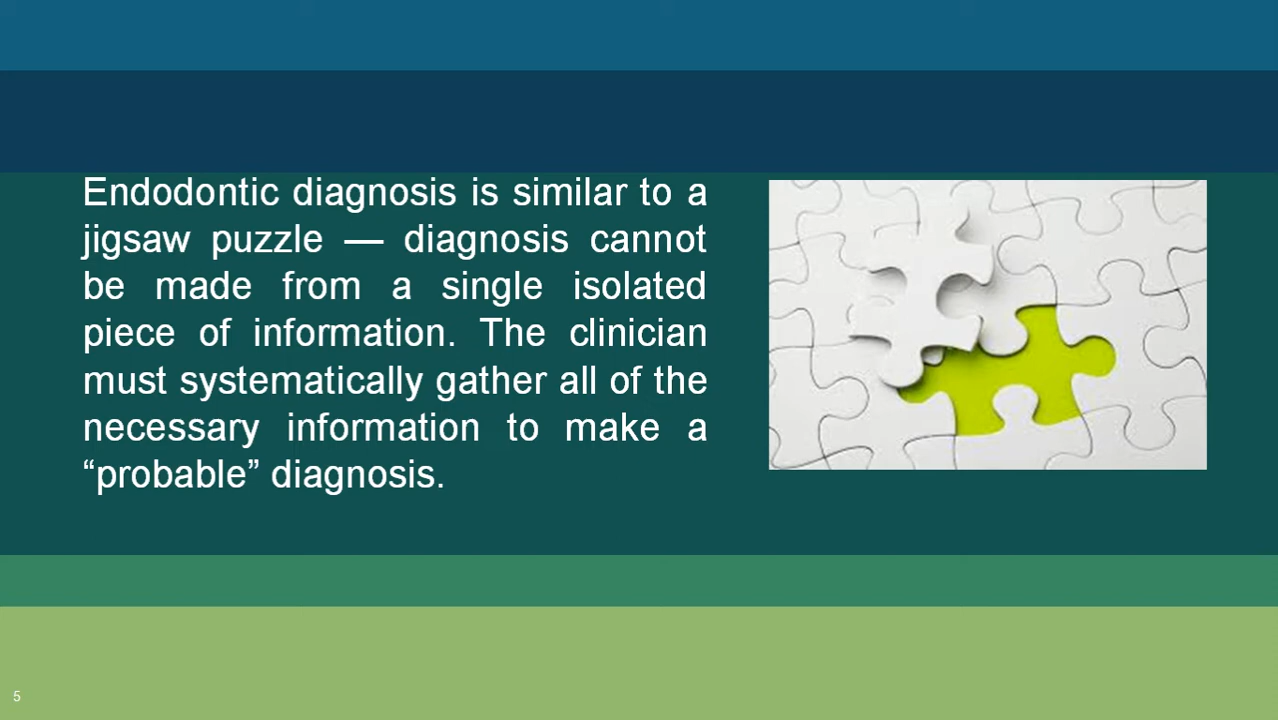 Endodontic diagnosis is similar to a
jigsaw puzzle — diagnosis cannot
be made from a single isolated
piece of information. The clinician
must systematically gather all of the
necessary information to make a
“probable” diagnosis.
5